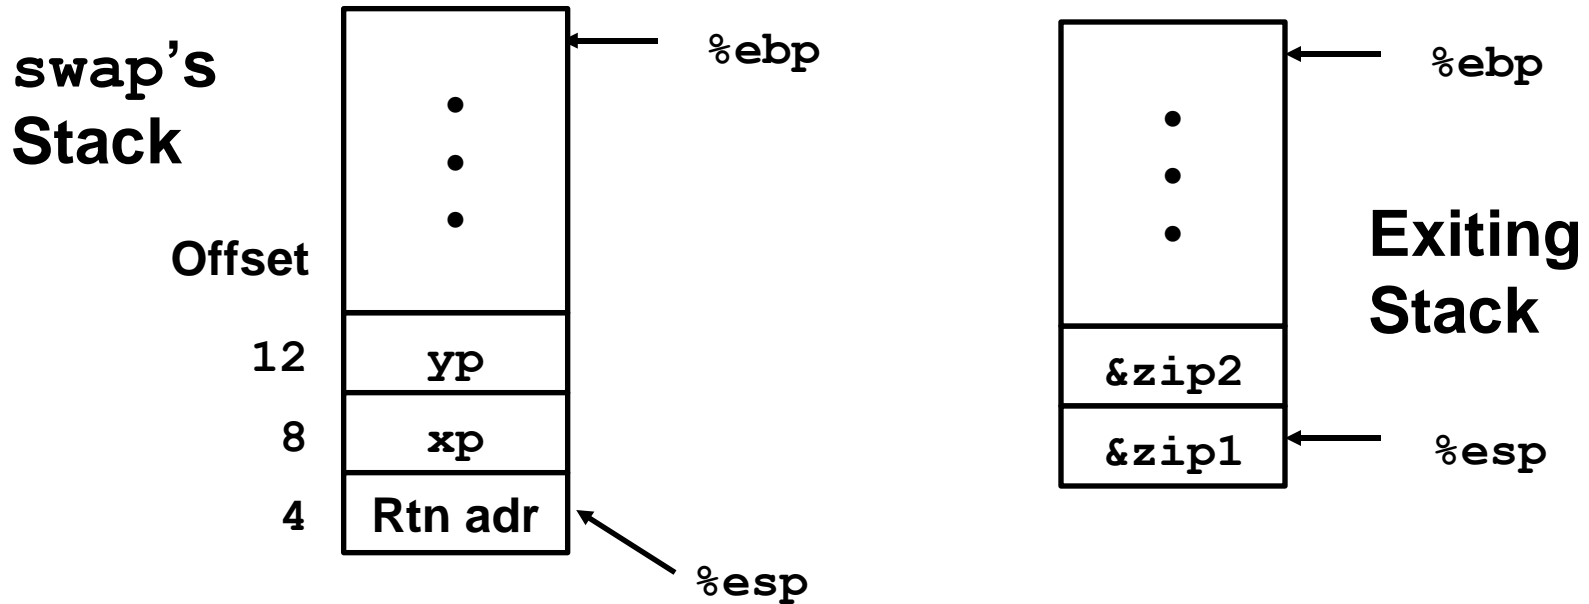 swap's
Stack
%ebp
Offset
12 yp
8 xp
4 Rtn adr
%esp
%ebp
Exiting
Stack
&zip2
&zip1
%esp